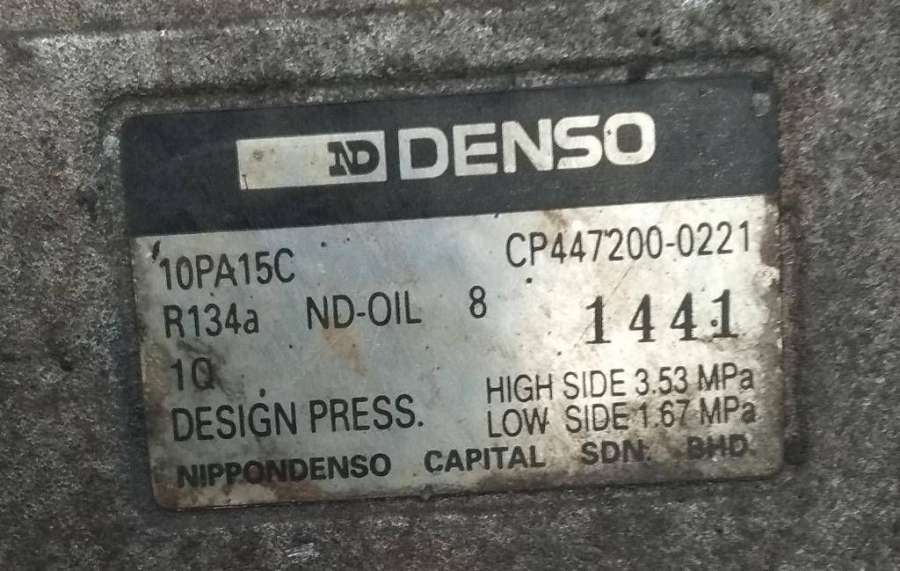 ND DENSO
10PA15C CP447200-0221
R134a ND-OIL 8 1441
1Q
DESIGN PRESS. HIGH SIDE 3.53 MPa
LOW SIDE 1.67 MPa
NIPPONDENSO CAPITAL SDN. BHD.